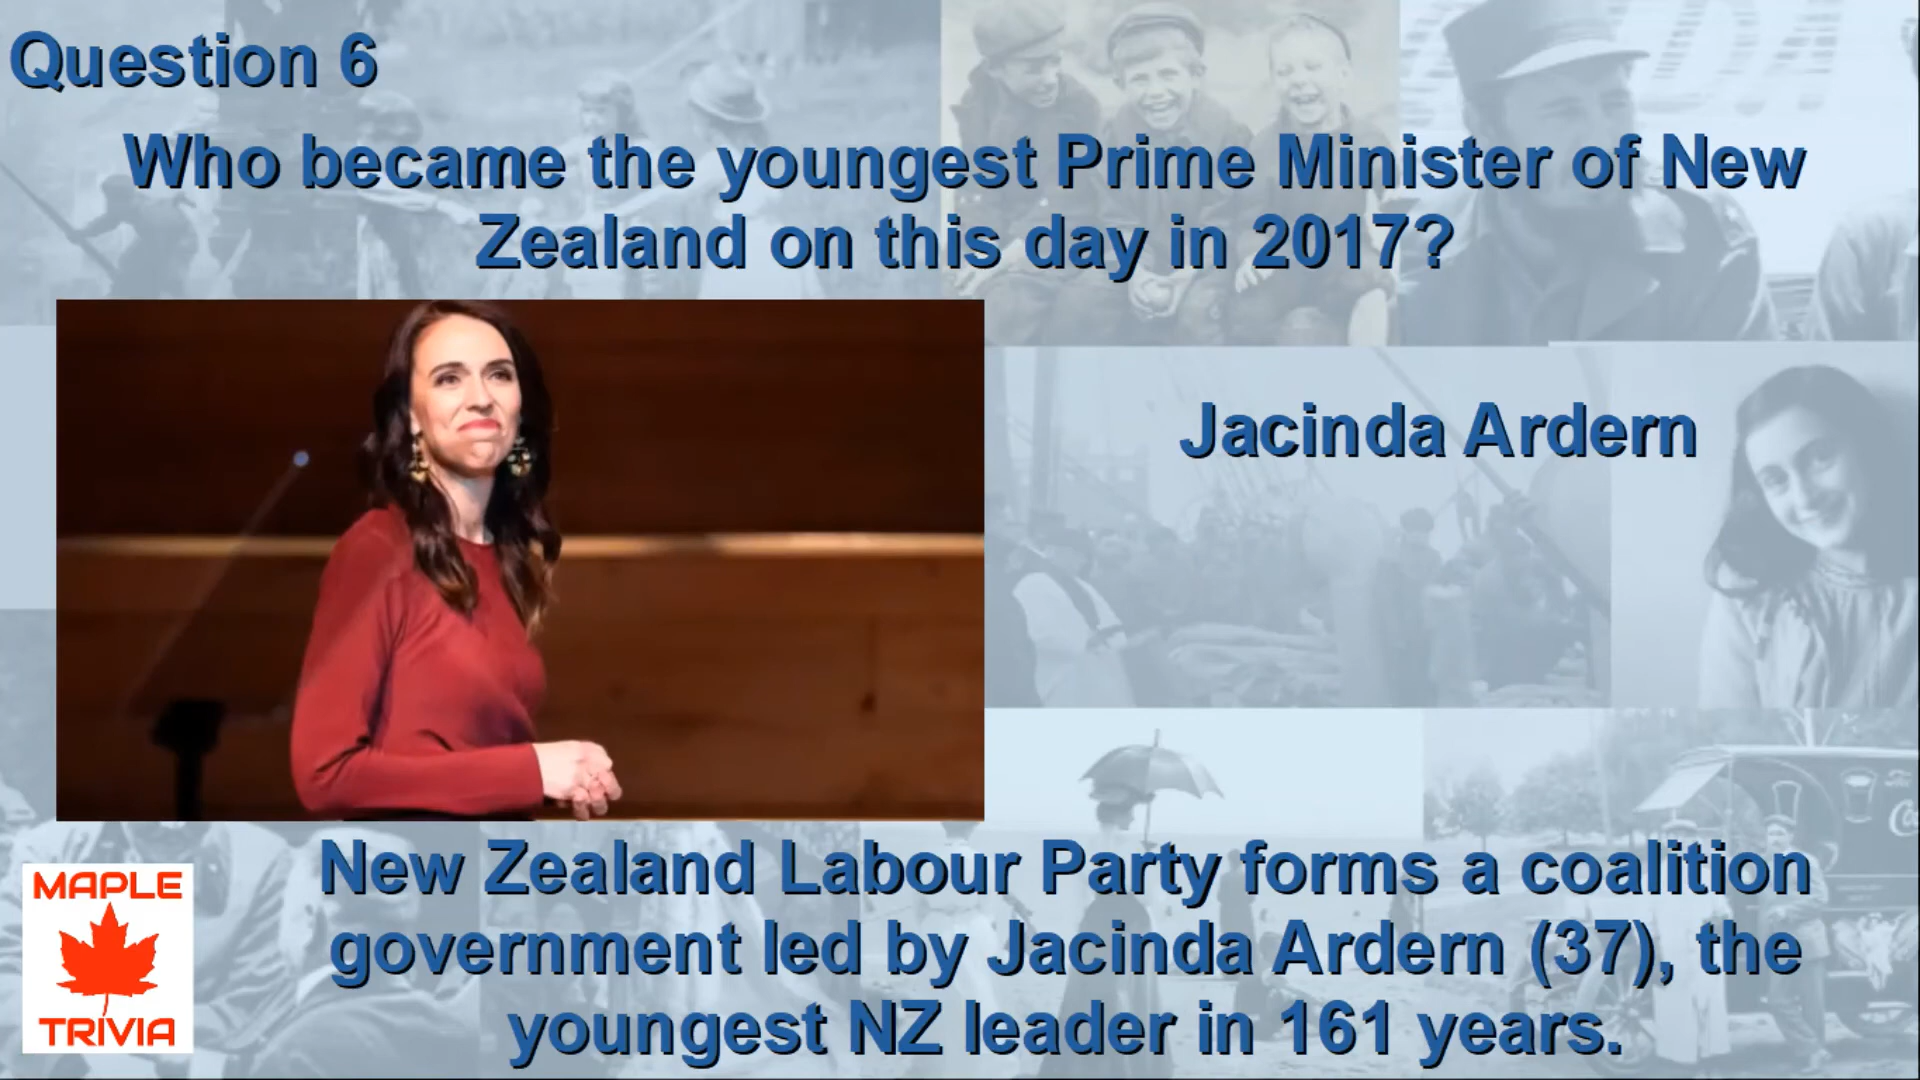 Question 6
Who became the youngest Prime Minister of New
Zealand on this day in 2017?
Jacinda Ardern
New Zealand Labour Party forms a coalition
government led by Jacinda Ardern (37), the
youngest NZ leader in 161 years.
MAPLE
TRIVIA